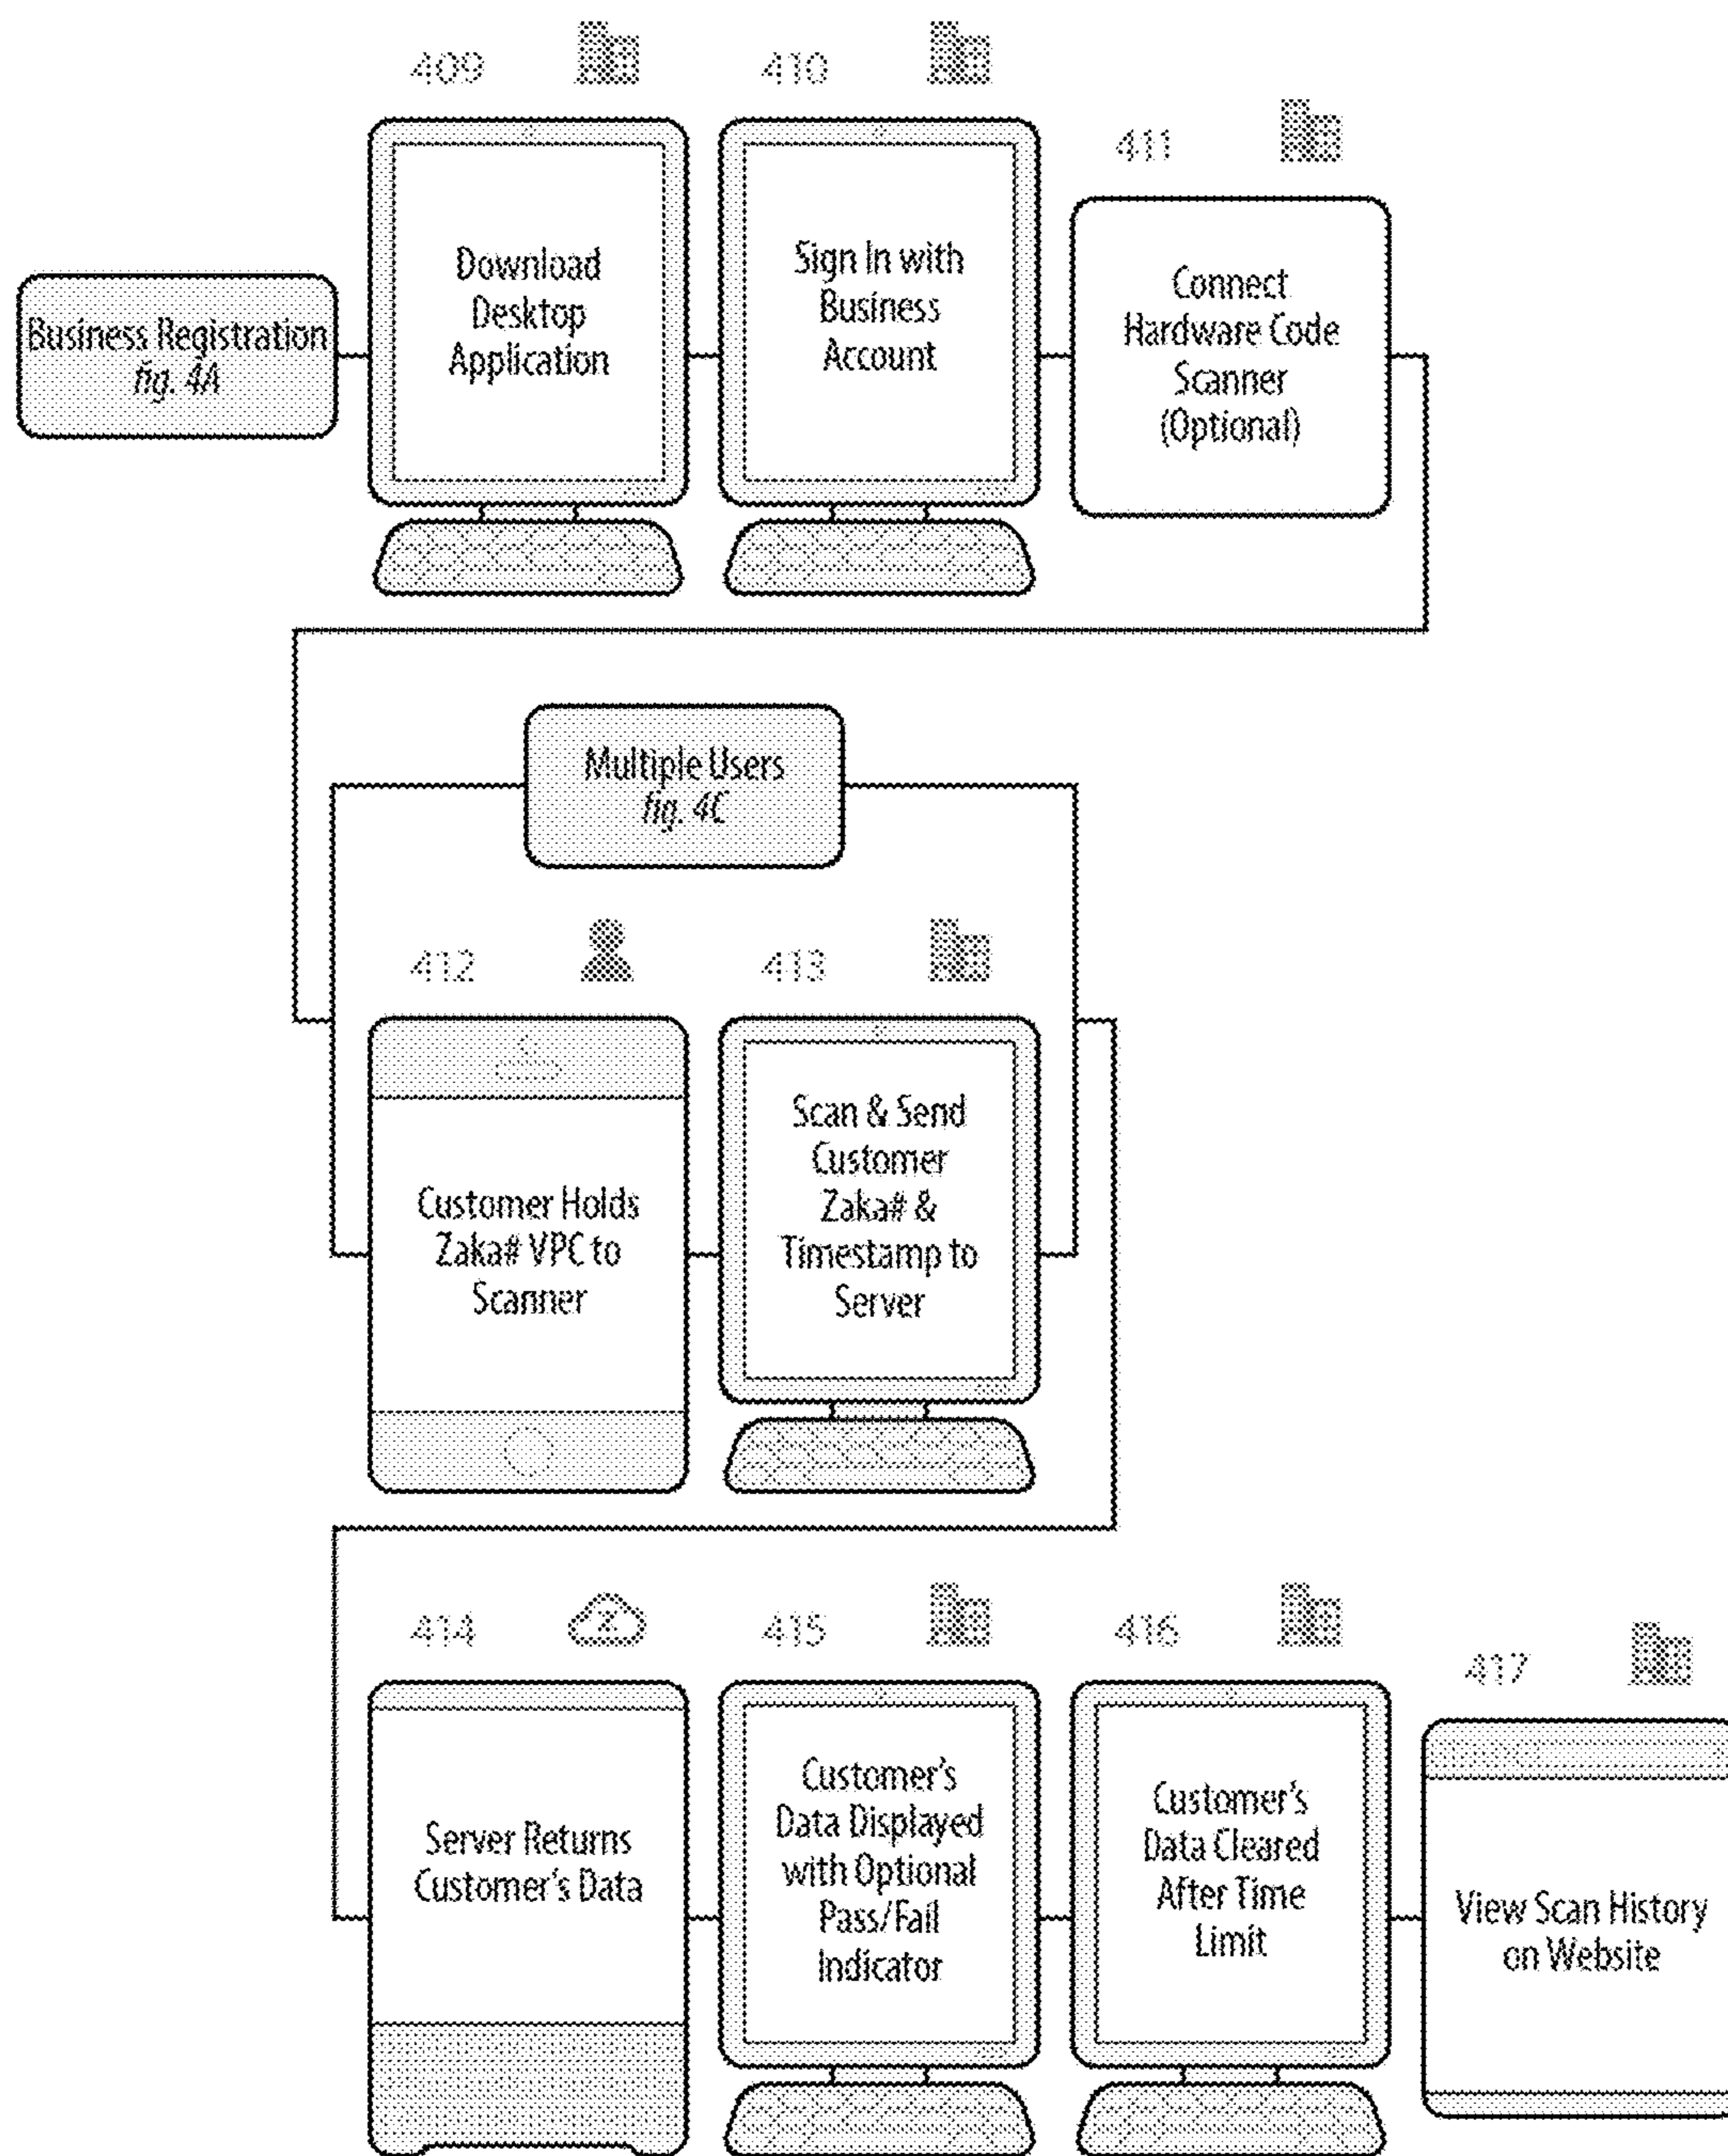 409
410
411
Business Registration
fig. 4A
Download
Desktop
Application
Sign In with
Business
Account
Connect
Hardware Code
Scanner
(Optional)
Multiple Users
fig. 4C
412
413
Customer Holds
Zaka# VPC to
Scanner
Scan & Send
Customer
Zaka# &
Timestamp to
Server
414
Z
415
416
417
Server Returns
Customer's Data
Customer's
Data Displayed
with Optional
Pass/Fail
Indicator
Customer's
Data Cleared
After Time
Limit
View Scan History
on Website